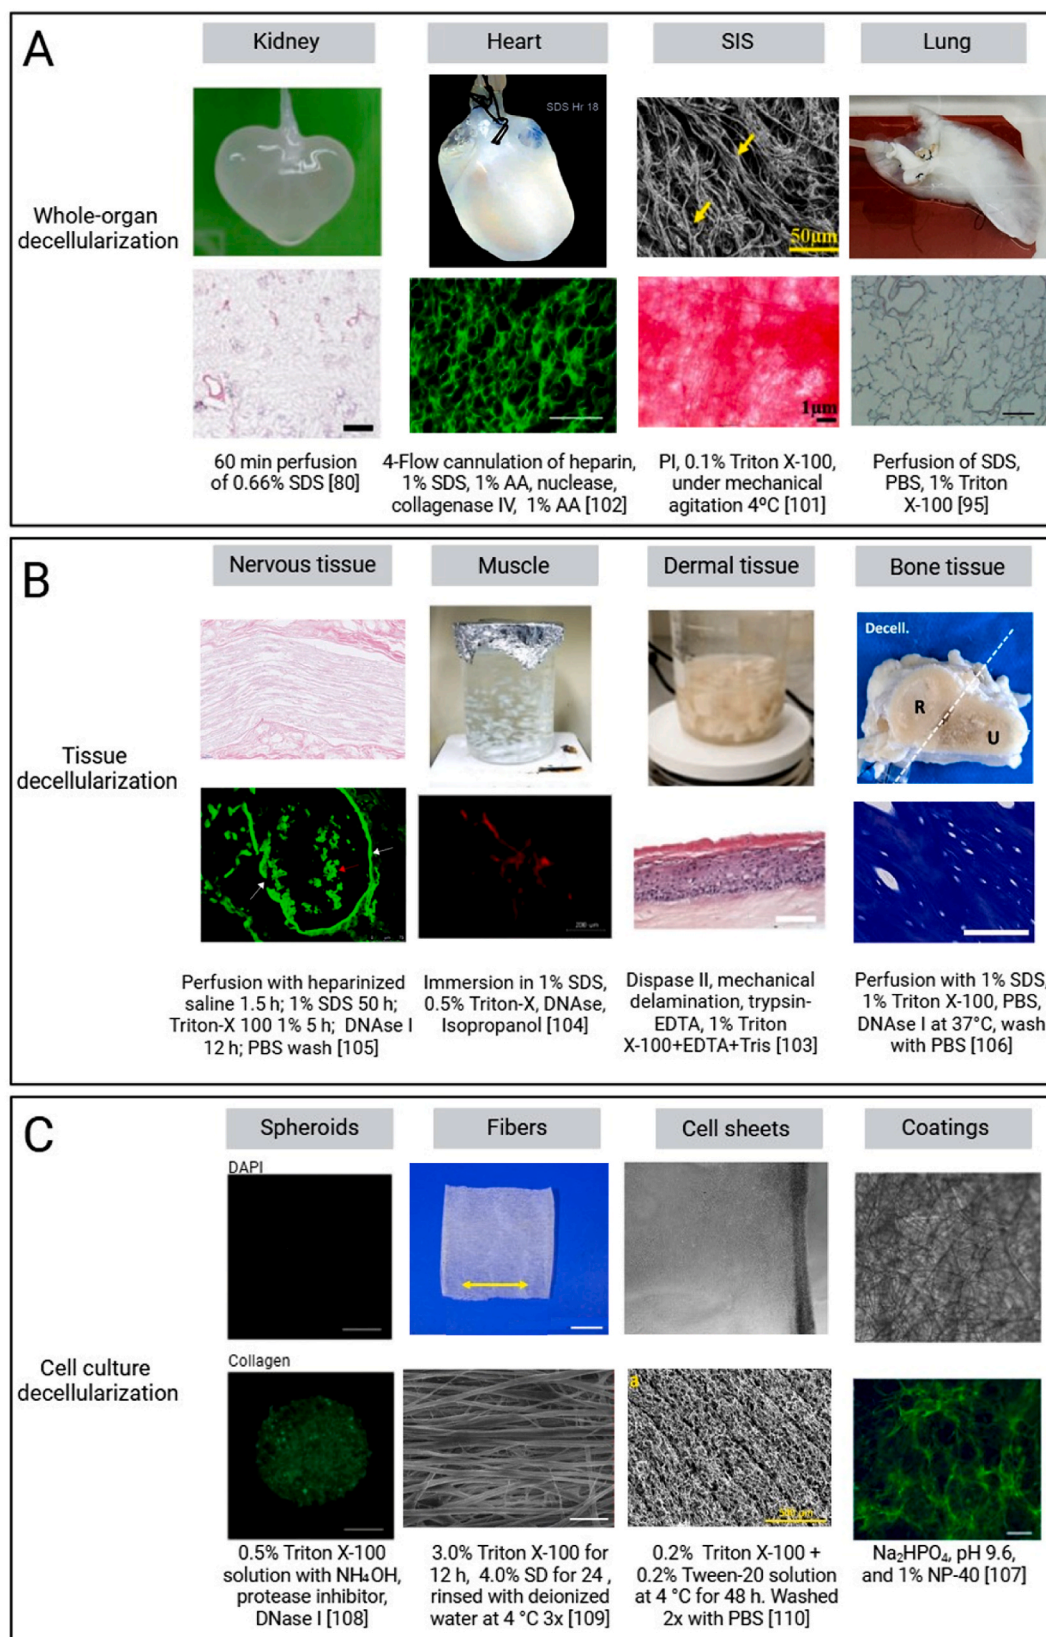 A
Kidney
Heart
SIS
Lung
Whole-organ
decellularization
SDS Hr 18
50µm
1µm
60 min perfusion
of 0.66% SDS [80]
4-Flow cannulation of heparin,
1% SDS, 1% AA, nuclease,
collagenase IV, 1% AA [102]
PI, 0.1% Triton X-100,
under mechanical
agitation 4ºC [101]
Perfusion of SDS,
PBS, 1% Triton
X-100 [95]
B
Nervous tissue
Muscle
Dermal tissue
Bone tissue
Tissue
decellularization
Decell.
R
U
200 µm
Perfusion with heparinized
saline 1.5 h; 1% SDS 50 h;
Triton-X 100 1% 5 h; DNAse I
12 h; PBS wash [105]
Immersion in 1% SDS,
0.5% Triton-X, DNAse,
Isopropanol [104]
Dispase II, mechanical
delamination, trypsin-
EDTA, 1% Triton
X-100+EDTA+Tris [103]
Perfusion with 1% SDS,
1% Triton X-100, PBS,
DNAse I at 37°C, wash
with PBS [106]
C
Spheroids
Fibers
Cell sheets
Coatings
Cell culture
decellularization
DAPI
Collagen
a
500 µm
0.5% Triton X-100
solution with NH₄OH,
protease inhibitor,
DNase I [108]
3.0% Triton X-100 for
12 h, 4.0% SD for 24 ,
rinsed with deionized
water at 4 °C 3x [109]
0.2% Triton X-100 +
0.2% Tween-20 solution
at 4 °C for 48 h. Washed
2x with PBS [110]
Na₂HPO₄, pH 9.6,
and 1% NP-40 [107]